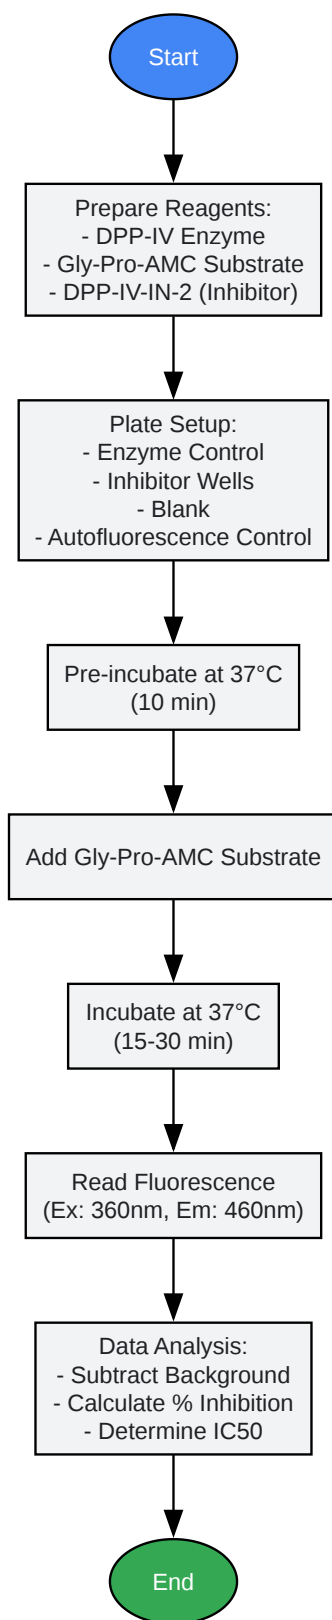 Start
Prepare Reagents:
- DPP-IV Enzyme
- Gly-Pro-AMC Substrate
- DPP-IV-IN-2 (Inhibitor)
Plate Setup:
- Enzyme Control
- Inhibitor Wells
- Blank
- Autofluorescence Control
Pre-incubate at 37°C
(10 min)
Add Gly-Pro-AMC Substrate
Incubate at 37°C
(15-30 min)
Read Fluorescence
(Ex: 360nm, Em: 460nm)
Data Analysis:
- Subtract Background
- Calculate % Inhibition
- Determine IC50
End